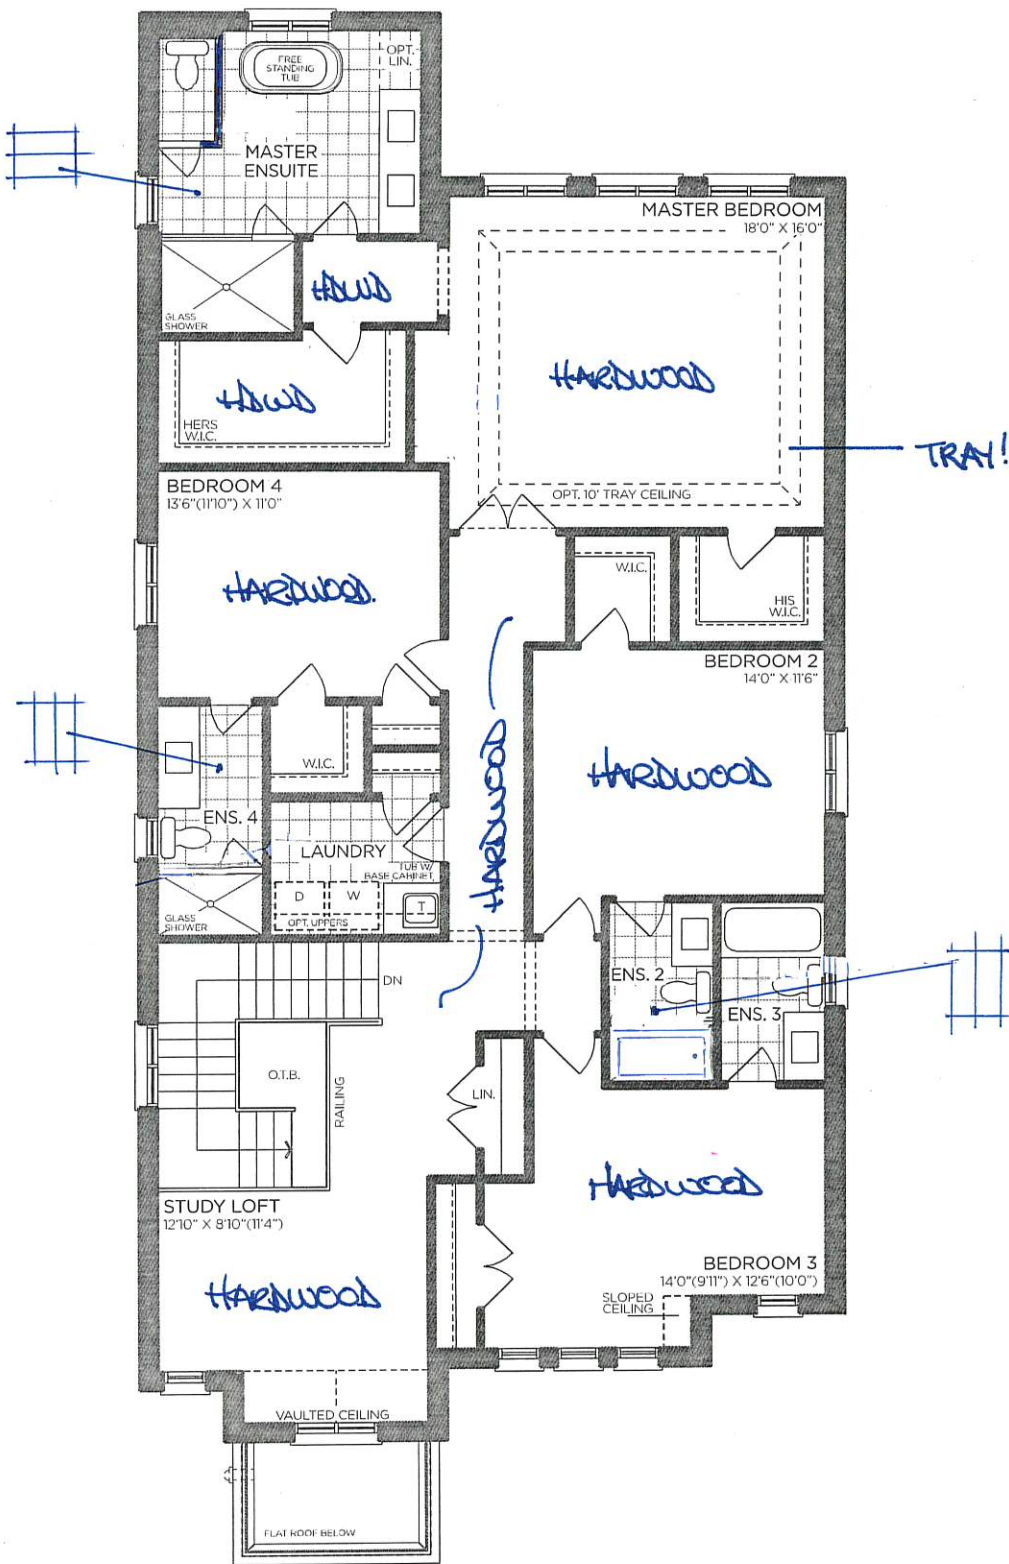 OPT.
LIN.
FREE
STANDING
TUB
MASTER
ENSUITE
MASTER BEDROOM
18'0" X 16'0"
HDWD
GLASS
SHOWER
HARDWOOD
HDWD
HERS
W.I.C.
TRAY!
BEDROOM 4
13'6"(11'10") X 11'0"
OPT. 10' TRAY CEILING
W.I.C.
HARDWOOD.
HIS
W.I.C.
BEDROOM 2
14'0" X 11'6"
W.I.C.
HARDWOOD
HARDWOOD
ENS. 4
LAUNDRY
TUB W/
BASE CABINET
D
W
T
OPT. UPPERS
GLASS
SHOWER
DN
ENS. 2
ENS. 3
O.T.B.
RAILING
LIN.
HARDWOOD
STUDY LOFT
12'10" X 8'10"(11'4")
HARDWOOD
BEDROOM 3
14'0"(9'11") X 12'6"(10'0")
SLOPED
CEILING
VAULTED CEILING
FLAT ROOF BELOW